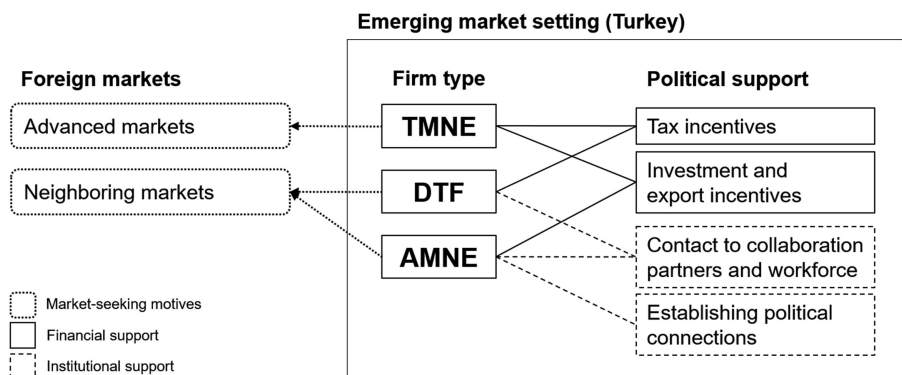 Emerging market setting (Turkey)
Foreign markets
Firm type
Political support
Advanced markets
TMNE
Tax incentives
Neighboring markets
DTF
Investment and
export incentives
AMNE
Contact to collaboration
partners and workforce
Establishing political
connections
Market-seeking motives
Financial support
Institutional support